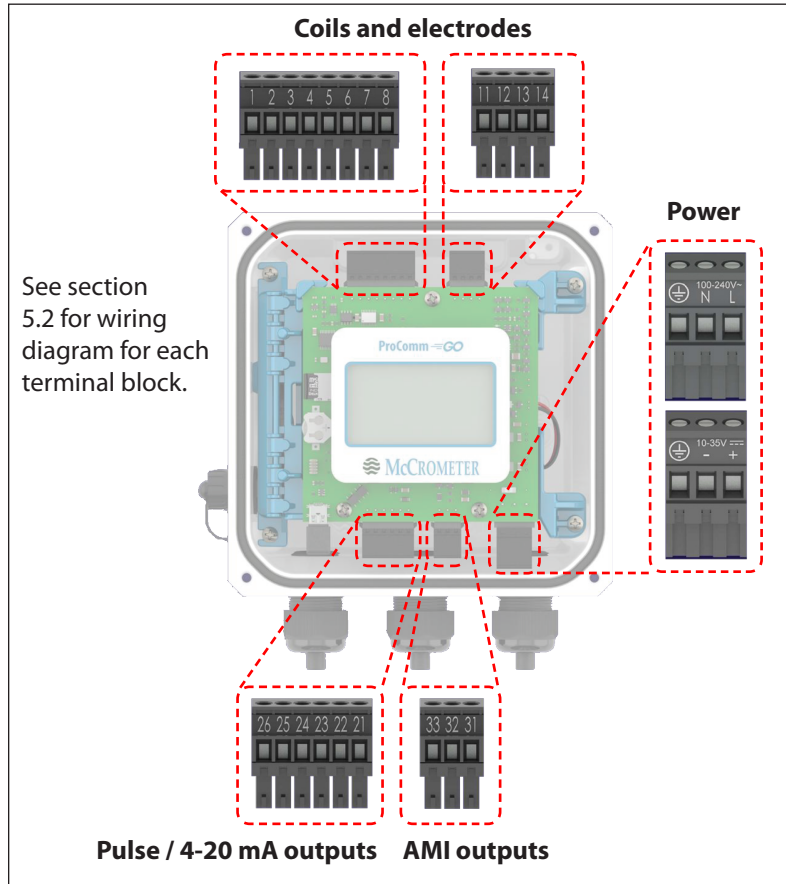 Coils and electrodes
1 2 3 4 5 6 7 8
11 12 13 14
Power
100-240V~
N L
10-35V ⎓
- +
See section
5.2 for wiring
diagram for each
terminal block.
ProComm GO
McCROMETER
26 25 24 23 22 21
33 32 31
Pulse / 4-20 mA outputs
AMI outputs